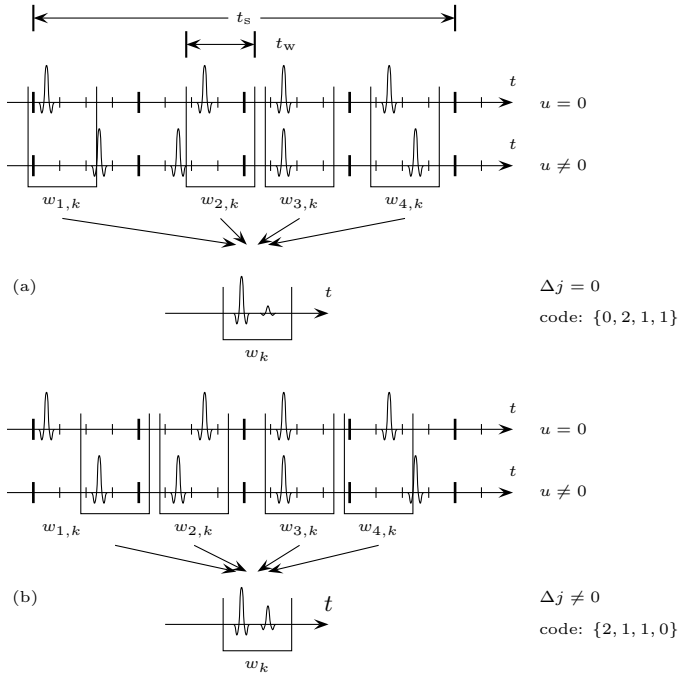 t_s
t_w
t
u = 0
t
u ≠ 0
w_{1,k} w_{2,k} w_{3,k} w_{4,k}
(a) t Δj = 0
code: {0, 2, 1, 1}
w_k
t
u = 0
t
u ≠ 0
w_{1,k} w_{2,k} w_{3,k} w_{4,k}
(b) t Δj ≠ 0
code: {2, 1, 1, 0}
w_k